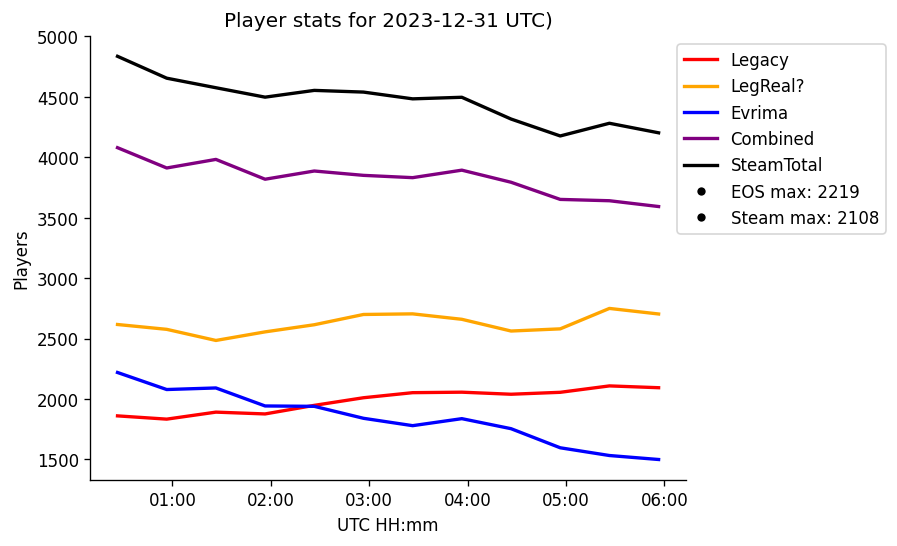 Player stats for 2023-12-31 UTC)
5000
4500
4000
3500
3000
2500
2000
1500
Players
01:00 02:00 03:00 04:00 05:00 06:00
UTC HH:mm
Legacy
LegReal?
Evrima
Combined
SteamTotal
EOS max: 2219
Steam max: 2108